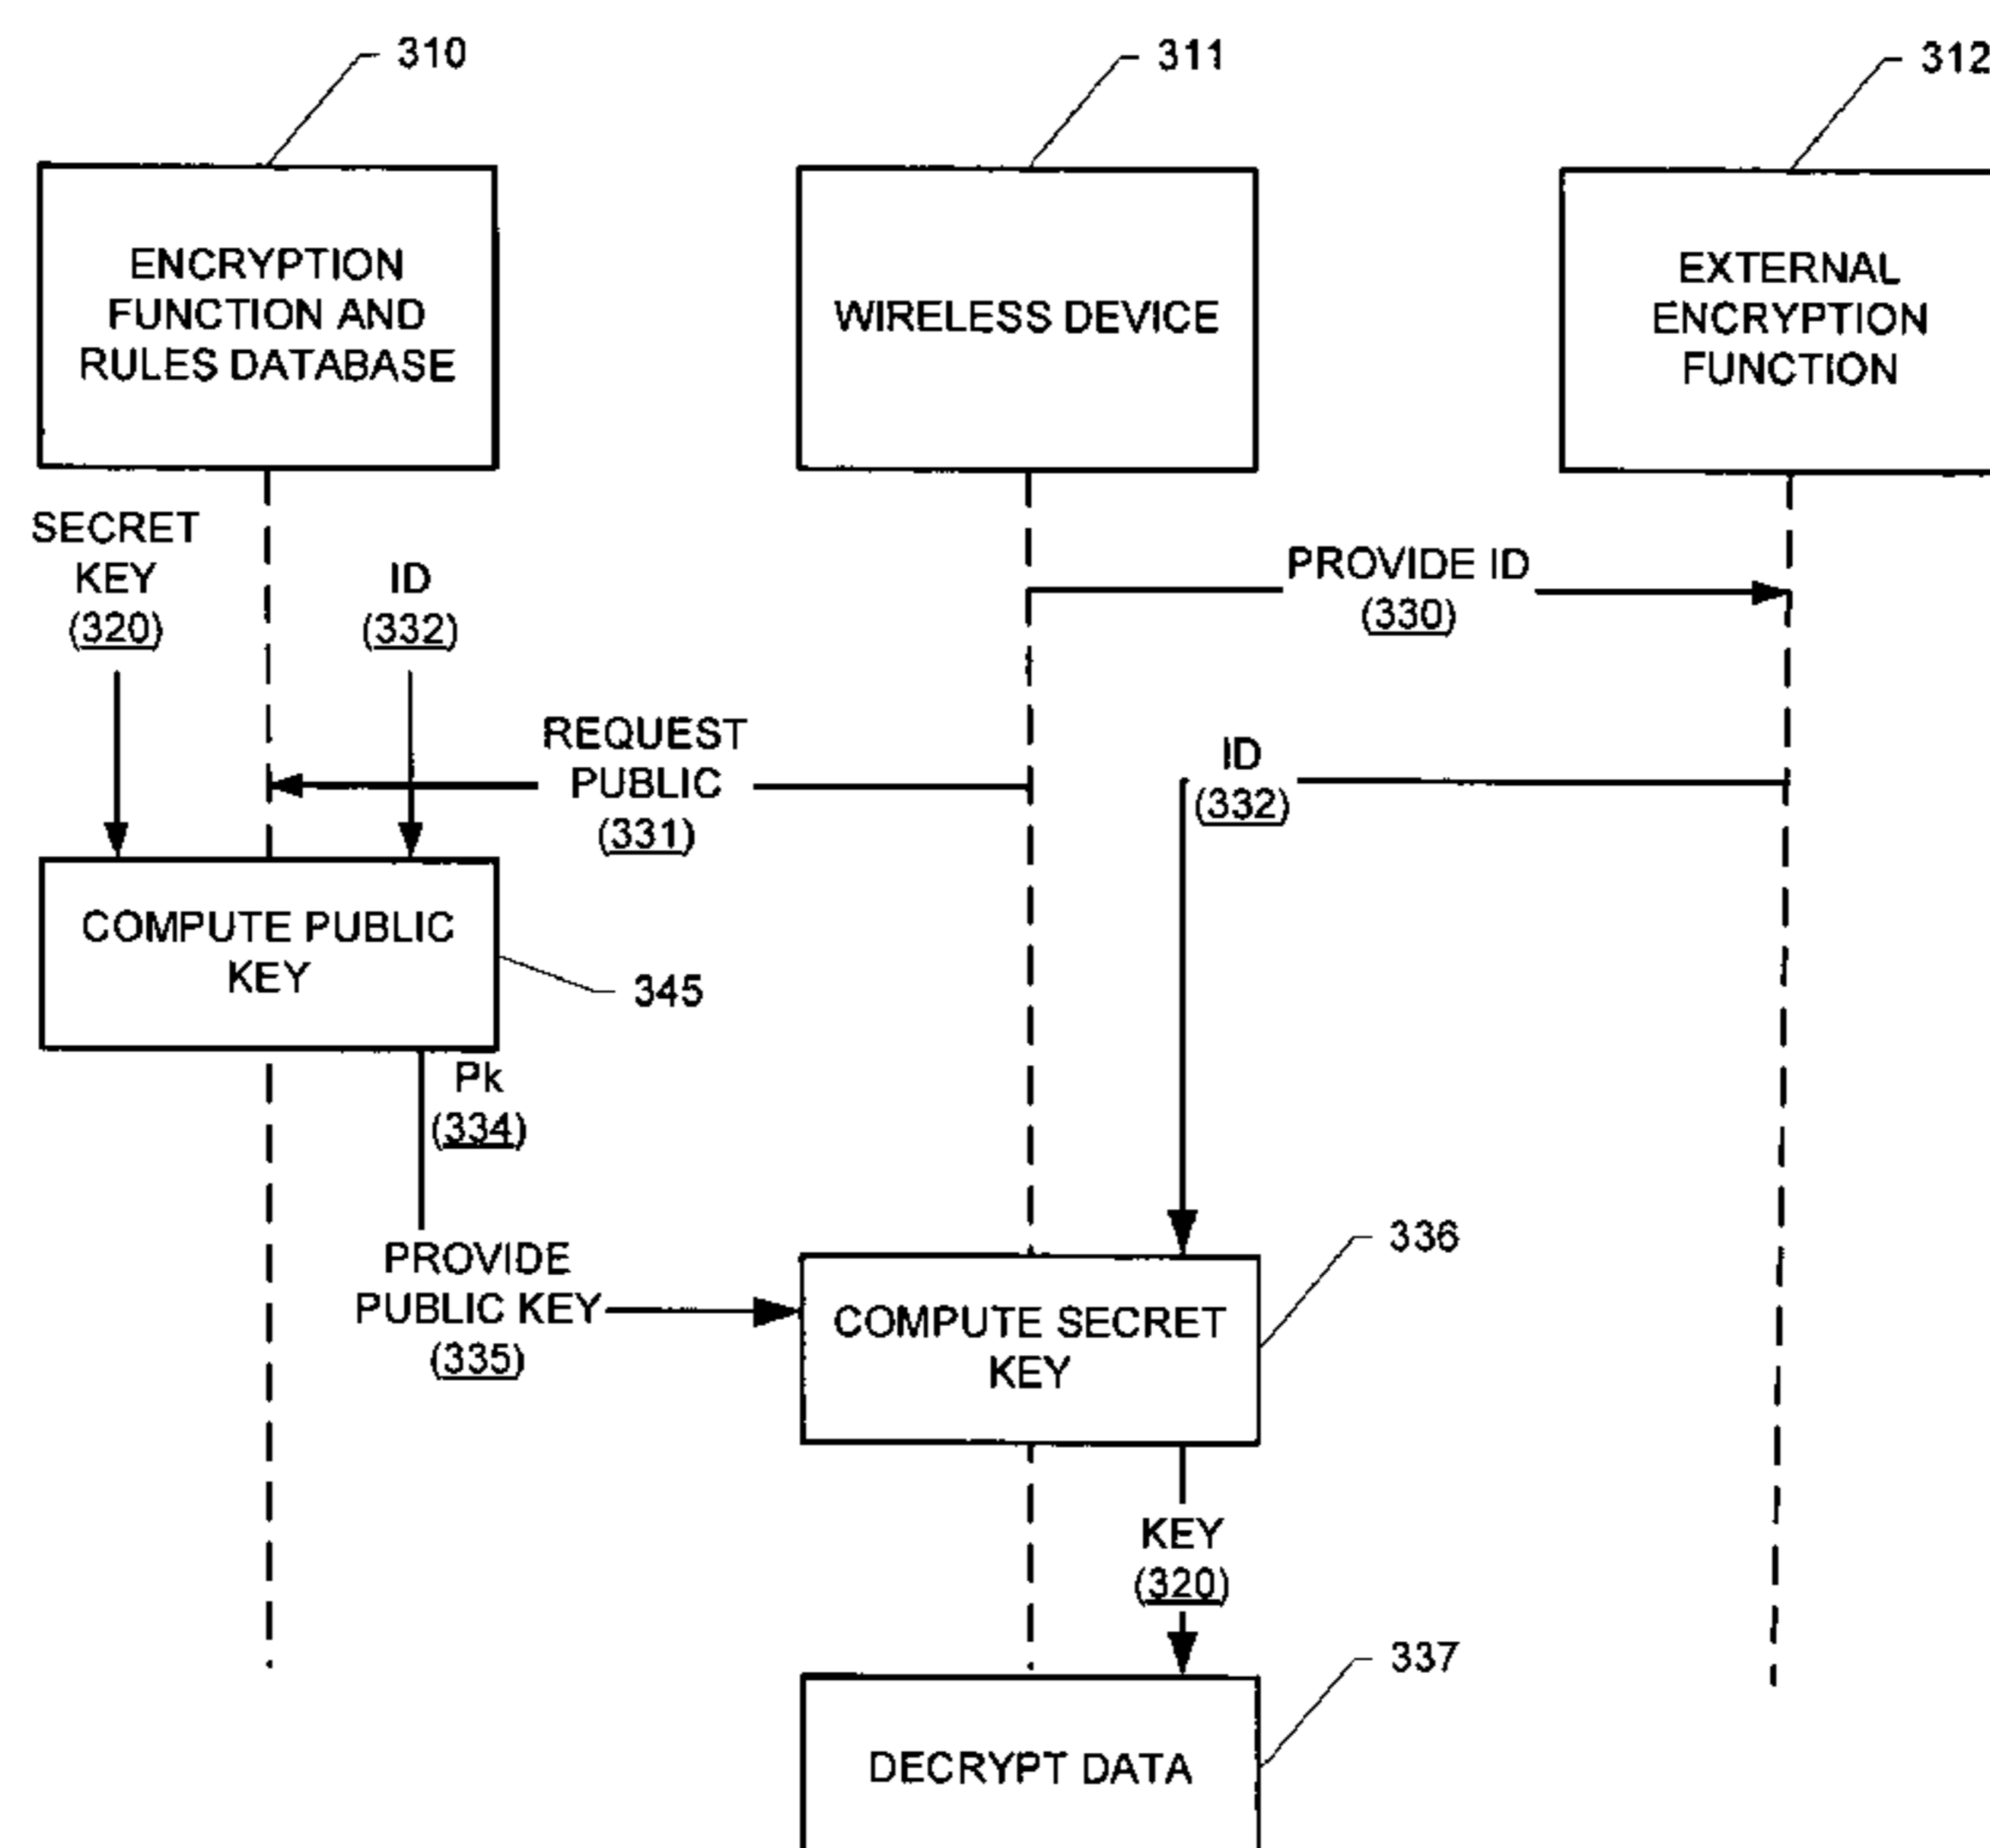 310
311
312
ENCRYPTION
FUNCTION AND
RULES DATABASE
WIRELESS DEVICE
EXTERNAL
ENCRYPTION
FUNCTION
SECRET
KEY
(320)
ID
(332)
PROVIDE ID
(330)
REQUEST
PUBLIC
(331)
ID
(332)
COMPUTE PUBLIC
KEY
345
Pk
(334)
PROVIDE
PUBLIC KEY
(335)
336
COMPUTE SECRET
KEY
KEY
(320)
337
DECRYPT DATA